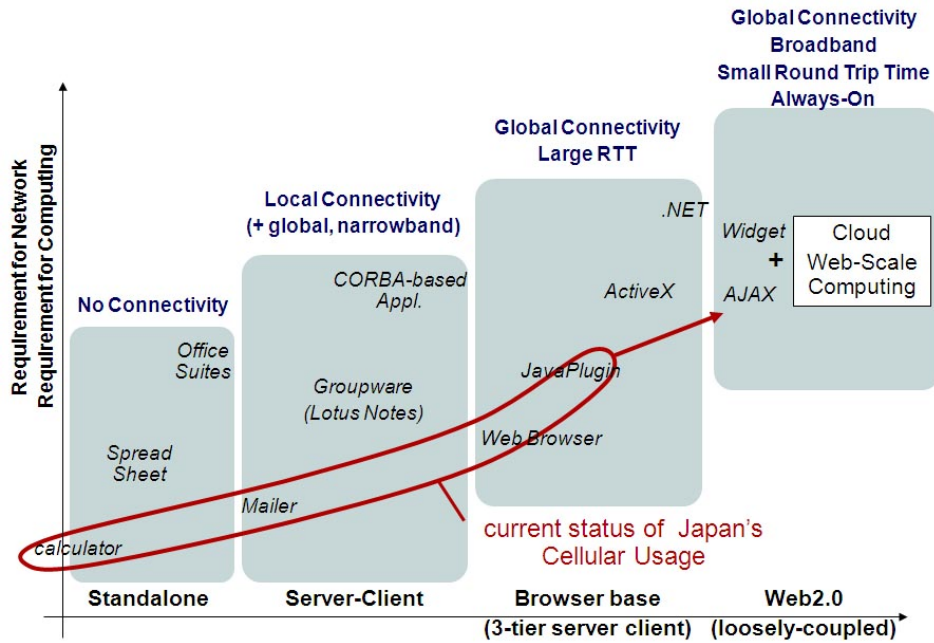 Global Connectivity
Broadband
Small Round Trip Time
Always-On
Global Connectivity
Large RTT
Local Connectivity
(+ global, narrowband)
No Connectivity
Requirement for Network
Requirement for Computing
.NET
Widget
+
AJAX
Cloud
Web-Scale
Computing
CORBA-based
Appl.
ActiveX
Office
Suites
JavaPlugin
Groupware
(Lotus Notes)
Web Browser
Spread
Sheet
Mailer
calculator
current status of Japan's
Cellular Usage
Standalone
Server-Client
Browser base
(3-tier server client)
Web2.0
(loosely-coupled)